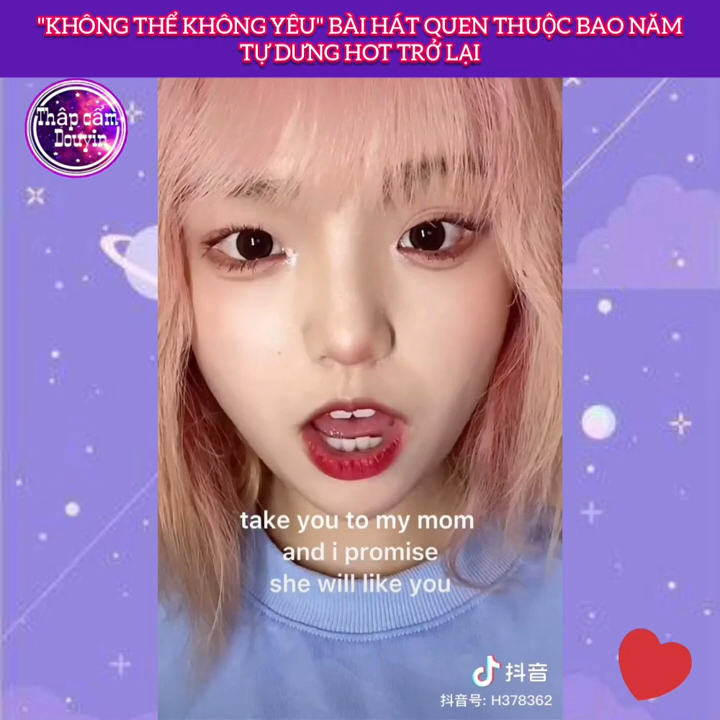 "KHÔNG THỂ KHÔNG YÊU" BÀI HÁT QUEN THUỘC BAO NĂM
TỰ DƯNG HOT TRỞ LẠI
Thập cẩm
Douyin
take you to my mom
and i promise
she will like you
抖音
抖音号: H378362